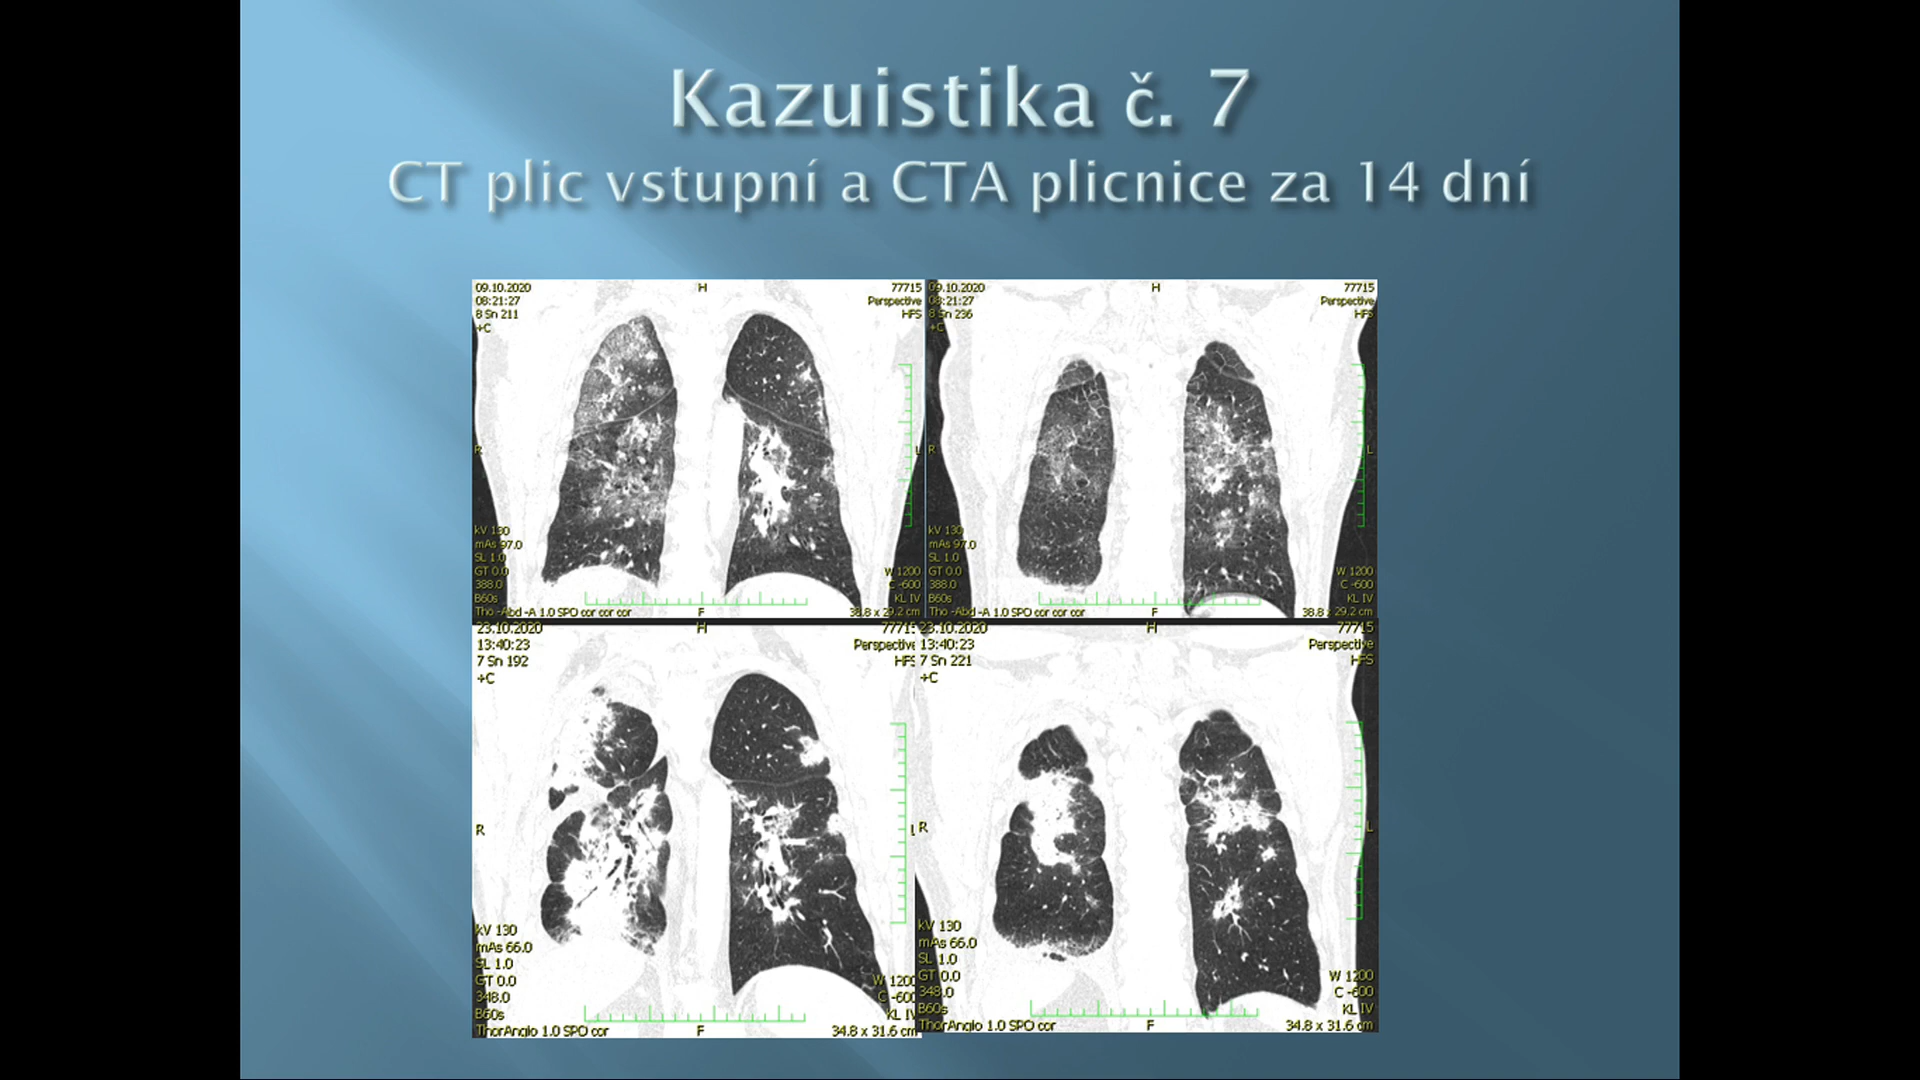 Kazuistika č. 7
CT plic vstupní a CTA plicnice za 14 dní
09.10.2020
08:21:27
8 Sn 211
+C
H
77715
Perspective
HFS
R
L
kV 130
mAs 97.0
SL 1.0
GT 0.0
388.0
B60s
Tho -Abd -A 1.0 SPO cor cor cor
F
W 1200
C -600
KL IV
38.8 x 29.2 cm
09.10.2020
08:21:27
8 Sn 236
+C
H
77715
Perspective
HFS
R
L
kV 130
mAs 97.0
SL 1.0
GT 0.0
388.0
B60s
Tho -Abd -A 1.0 SPO cor cor cor
F
W 1200
C -600
KL IV
38.8 x 29.2 cm
23.10.2020
13:40:23
7 Sn 192
+C
H
77715
Perspective
HFS
R
L
kV 130
mAs 66.0
SL 1.0
GT 0.0
348.0
B60s
ThorAngio 1.0 SPO cor
F
W 1200
C -600
KL IV
34.8 x 31.6 cm
23.10.2020
13:40:23
7 Sn 221
+C
H
77715
Perspective
HFS
R
L
kV 130
mAs 66.0
SL 1.0
GT 0.0
348.0
B60s
ThorAngio 1.0 SPO cor
F
W 1200
C -600
KL IV
34.8 x 31.6 cm